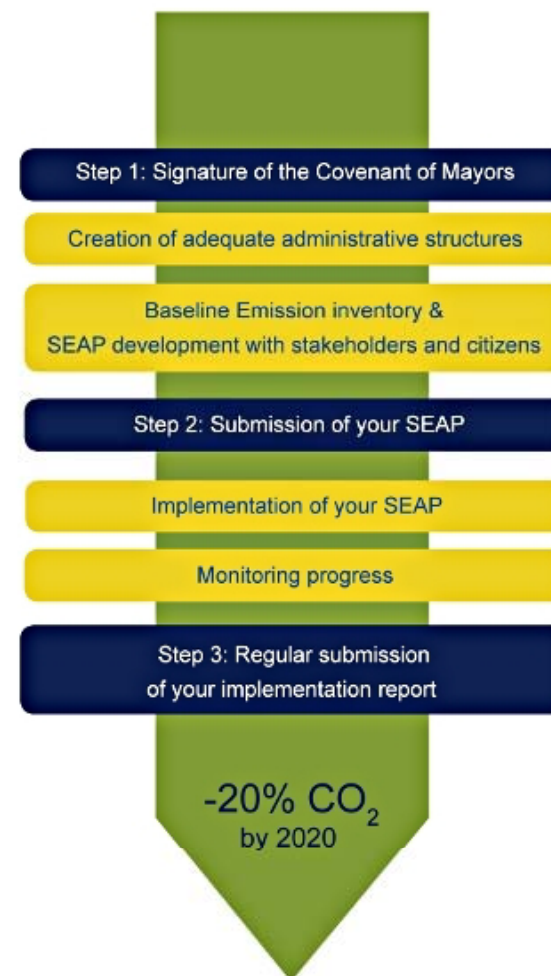 Step 1: Signature of the Covenant of Mayors
Creation of adequate administrative structures
Baseline Emission inventory &
SEAP development with stakeholders and citizens
Step 2: Submission of your SEAP
Implementation of your SEAP
Monitoring progress
Step 3: Regular submission
of your implementation report
-20% CO₂
by 2020